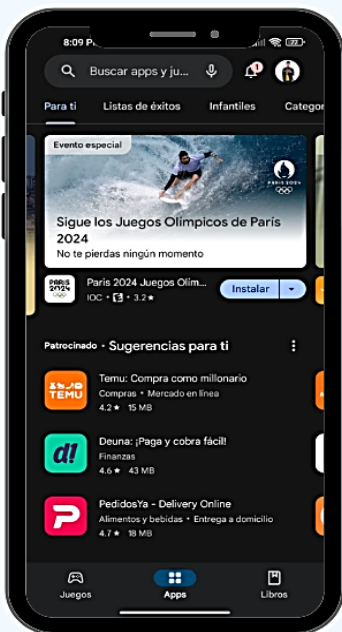 8:09 P
Buscar apps y ju...
Para ti
Listas de éxitos
Infantiles
Categor
Evento especial
PARIS 2024
Sigue los Juegos Olímpicos de París
2024
No te pierdas ningún momento
PARIS
2024
Paris 2024 Juegos Olím...
IOC • 3.2 ★
Instalar
Patrocinado • Sugerencias para ti
TEMU
Temu: Compra como millonario
Compras • Mercado en línea
4.2 ★ 15 MB
d!
Deuna: ¡Paga y cobra fácil!
Finanzas
4.6 ★ 43 MB
PedidosYa - Delivery Online
Alimentos y bebidas • Entrega a domicilio
4.7 ★ 18 MB
Juegos
Apps
Libros